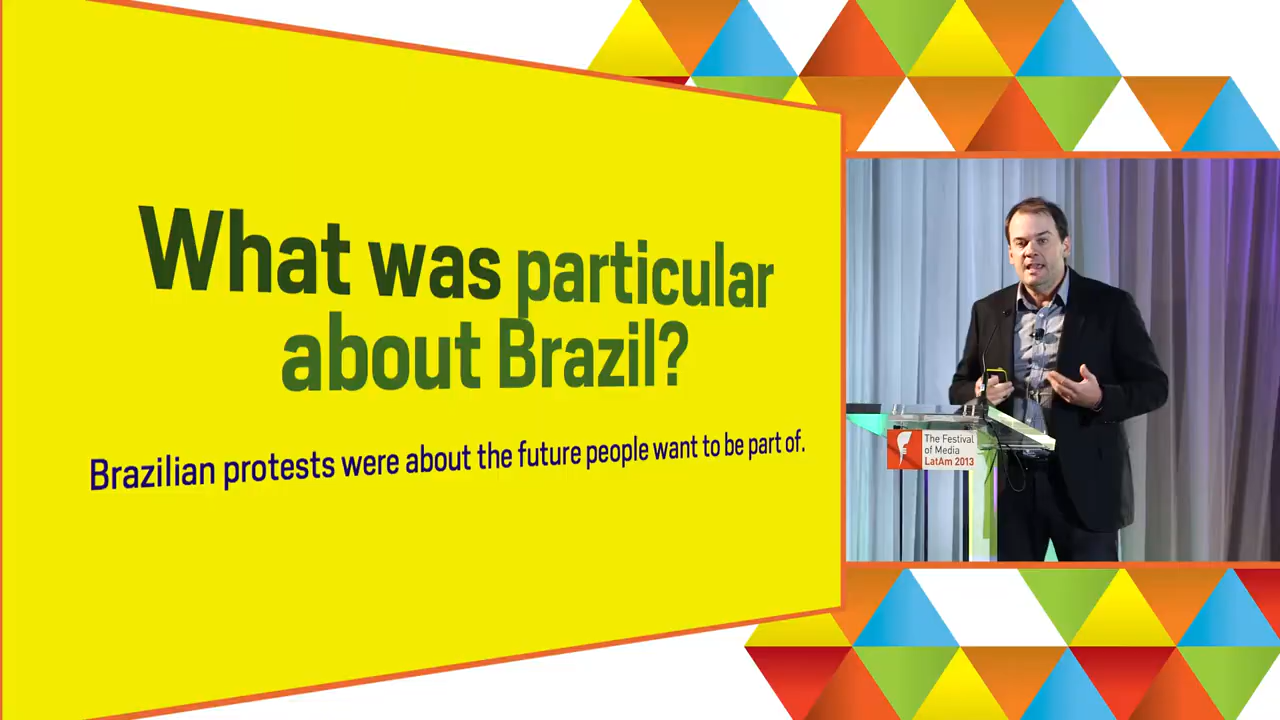 What was particular
about Brazil?
Brazilian protests were about the future people want to be part of.
The Festival
of Media
LatAm 2013